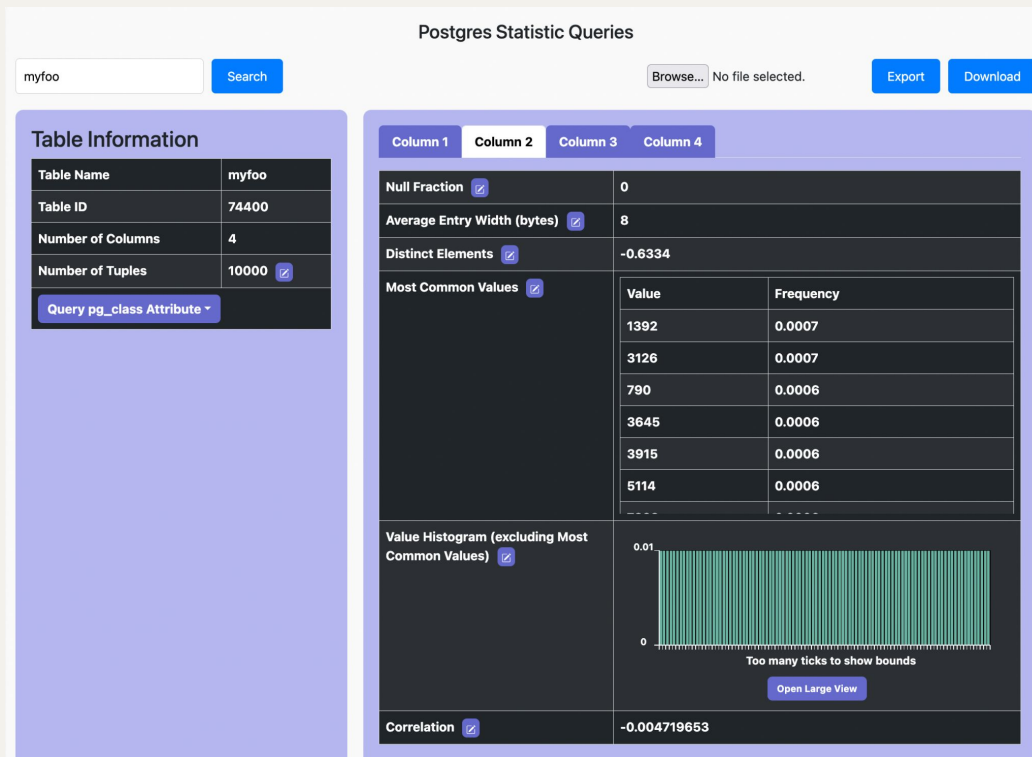 Postgres Statistic Queries
myfoo Search Browse... No file selected. Export Download
Table Information
Table Name myfoo
Table ID 74400
Number of Columns 4
Number of Tuples 10000
Query pg_class Attribute
Column 1 Column 2 Column 3 Column 4
Null Fraction 0
Average Entry Width (bytes) 8
Distinct Elements -0.6334
Most Common Values
Value Frequency
1392 0.0007
3126 0.0007
790 0.0006
3645 0.0006
3915 0.0006
5114 0.0006
Value Histogram (excluding Most
Common Values)
0.01
0
Too many ticks to show bounds
Open Large View
Correlation -0.004719653